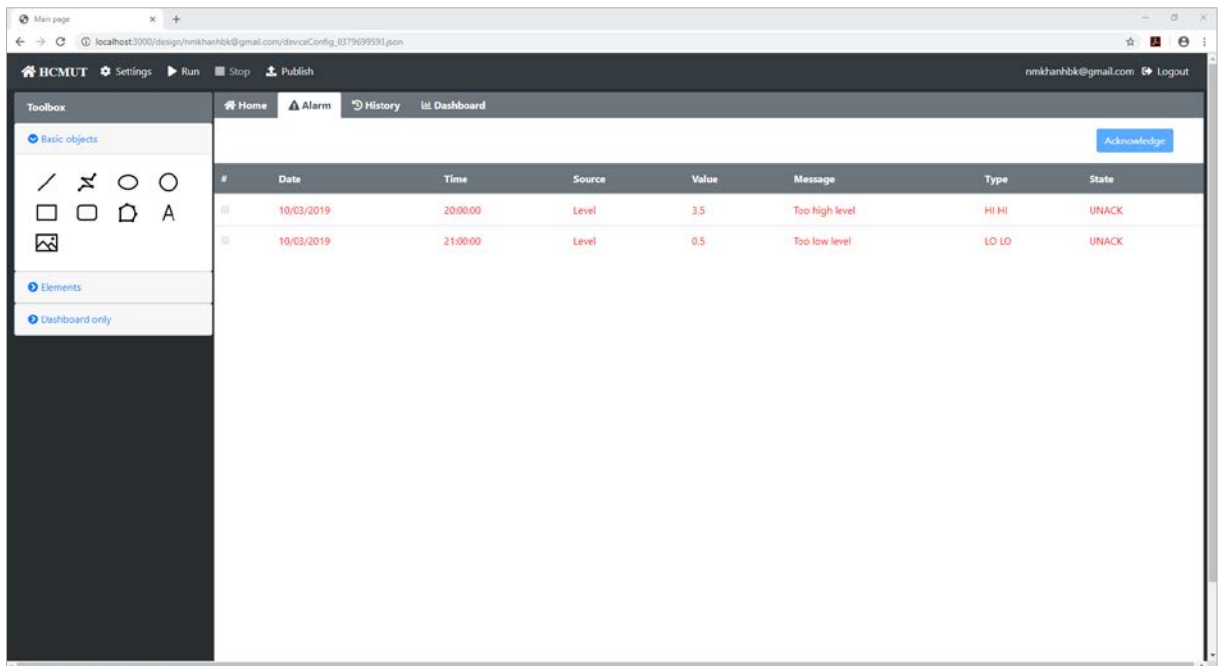 Main page
localhost:3000/design/nmkhanhbk@gmail.com/deviceConfig_0379699593.json
HCMUT Settings Run Stop Publish nmkhanhbk@gmail.com Logout
Toolbox
Home Alarm History Dashboard
Basic objects
Acknowledge
# Date Time Source Value Message Type State
10/03/2019 20:00:00 Level 3.5 Too high level HI HI UNACK
10/03/2019 21:00:00 Level 0.5 Too low level LO LO UNACK
A
Elements
Dashboard only